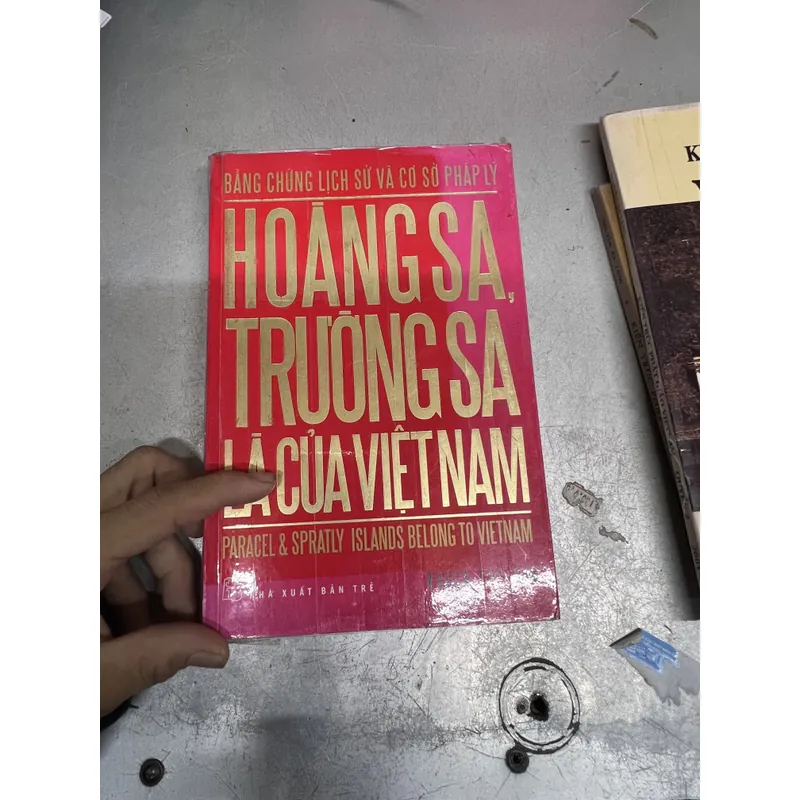 BẰNG CHỨNG LỊCH SỬ VÀ CƠ SỞ PHÁP LÝ
HOÀNG SA,
TRƯỜNG SA
LÀ CỦA VIỆT NAM
PARACEL & SPRATLY ISLANDS BELONG TO VIETNAM
NHÀ XUẤT BẢN TRẺ
K